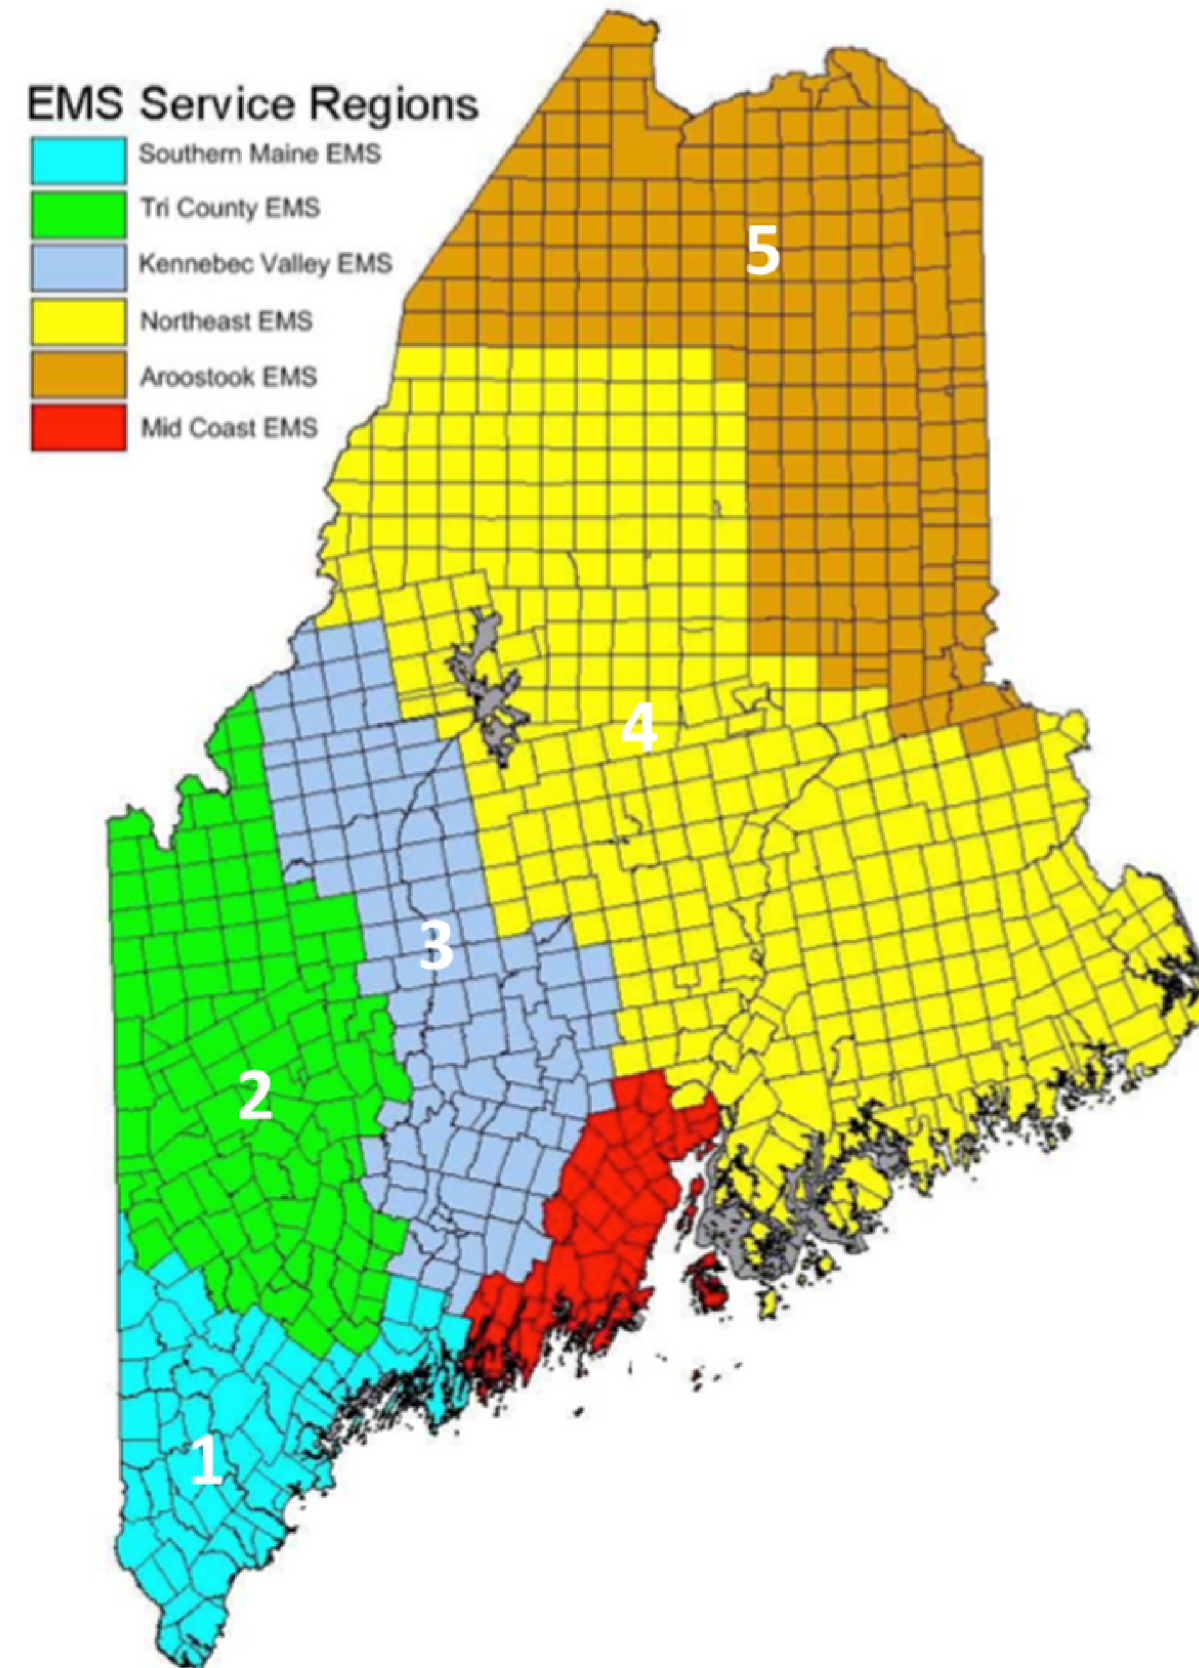 EMS Service Regions
Southern Maine EMS
Tri County EMS
Kennebec Valley EMS
Northeast EMS
Aroostook EMS
Mid Coast EMS
5
4
3
2
1